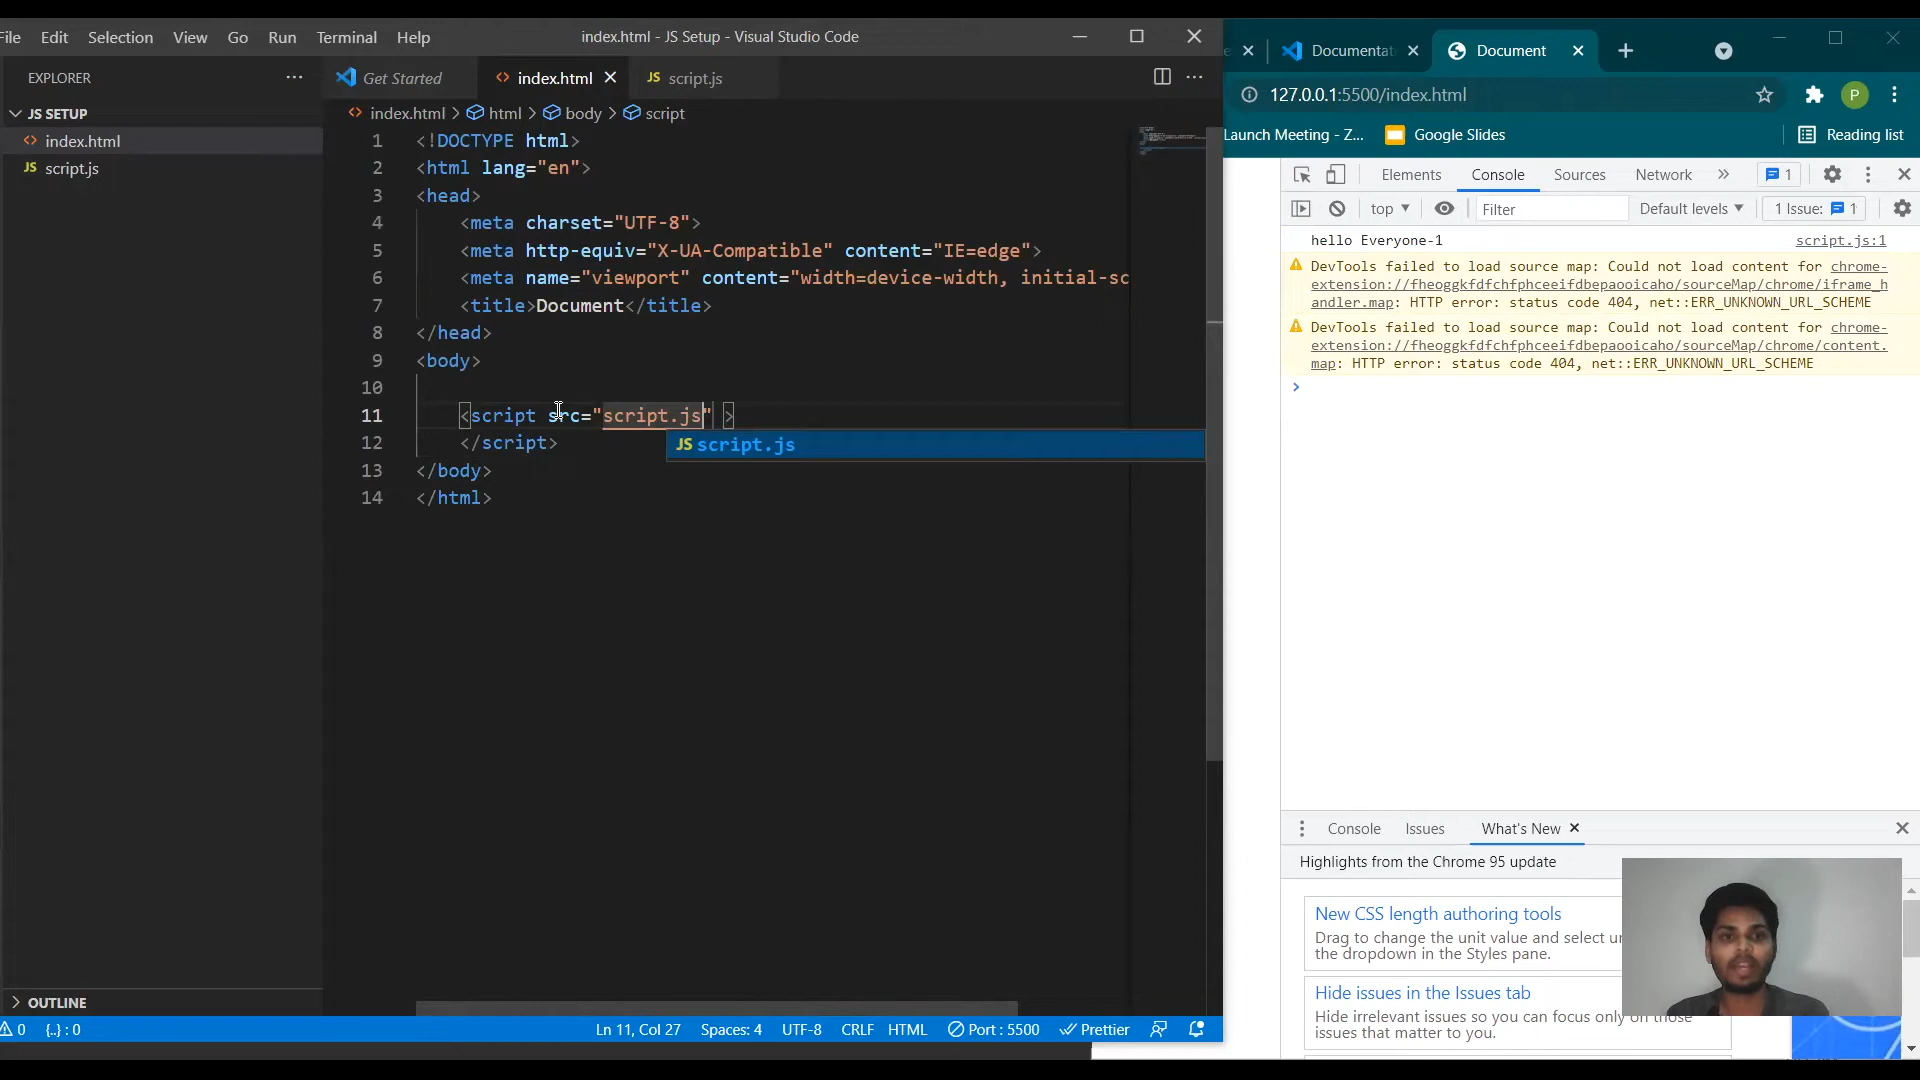 File Edit Selection View Go Run Terminal Help
index.html - JS Setup - Visual Studio Code
EXPLORER
JS SETUP
index.html
script.js
OUTLINE
Get Started
index.html
script.js
index.html > html > body > script
1 <!DOCTYPE html>
2 <html lang="en">
3 <head>
4 <meta charset="UTF-8">
5 <meta http-equiv="X-UA-Compatible" content="IE=edge">
6 <meta name="viewport" content="width=device-width, initial-sc
7 <title>Document</title>
8 </head>
9 <body>
10
11 <script src="script.js" >
12 </script>
JS script.js
13 </body>
14 </html>
0 {..} : 0
Ln 11, Col 27 Spaces: 4 UTF-8 CRLF HTML Port : 5500 Prettier
Documentat
Document
127.0.0.1:5500/index.html
P
Launch Meeting - Z...
Google Slides
Reading list
Elements Console Sources Network » 1
top Filter Default levels 1 Issue: 1
hello Everyone-1 script.js:1
DevTools failed to load source map: Could not load content for chrome-
extension://fheoggkfdfchfphceeifdbepaooicaho/sourceMap/chrome/iframe_h
andler.map: HTTP error: status code 404, net::ERR_UNKNOWN_URL_SCHEME
DevTools failed to load source map: Could not load content for chrome-
extension://fheoggkfdfchfphceeifdbepaooicaho/sourceMap/chrome/content.
map: HTTP error: status code 404, net::ERR_UNKNOWN_URL_SCHEME
>
Console Issues What's New
Highlights from the Chrome 95 update
New CSS length authoring tools
Drag to change the unit value and select
the dropdown in the Styles pane.
Hide issues in the Issues tab
Hide irrelevant issues so you can focus only on those
issues that matter to you.